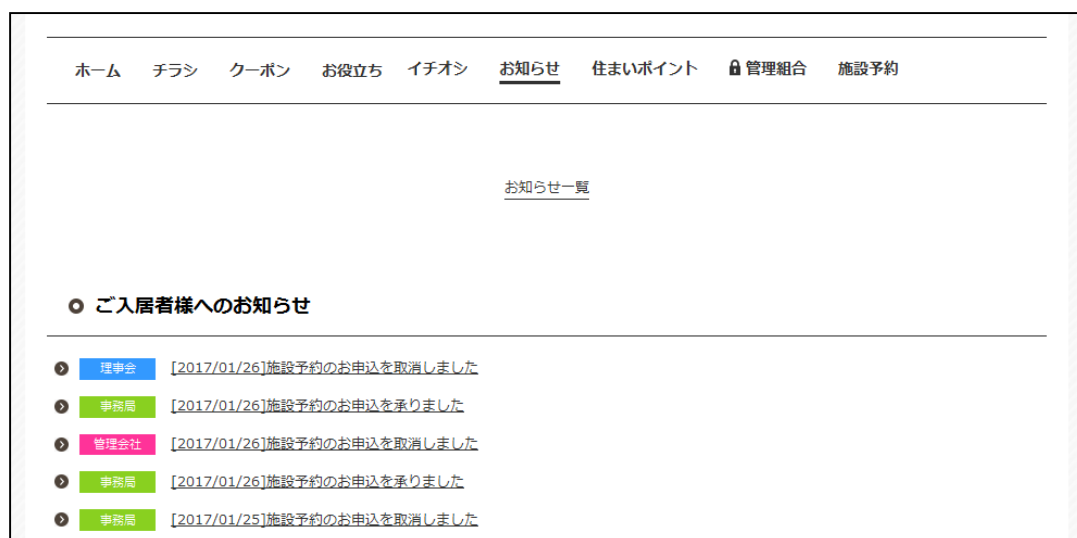 ホーム チラシ クーポン お役立ち イチオシ お知らせ 住まいポイント 管理組合 施設予約
お知らせ一覧
ご入居者様へのお知らせ
理事会 [2017/01/26]施設予約のお申込を取消しました
事務局 [2017/01/26]施設予約のお申込を承りました
管理会社 [2017/01/26]施設予約のお申込を取消しました
事務局 [2017/01/26]施設予約のお申込を承りました
事務局 [2017/01/25]施設予約のお申込を取消しました